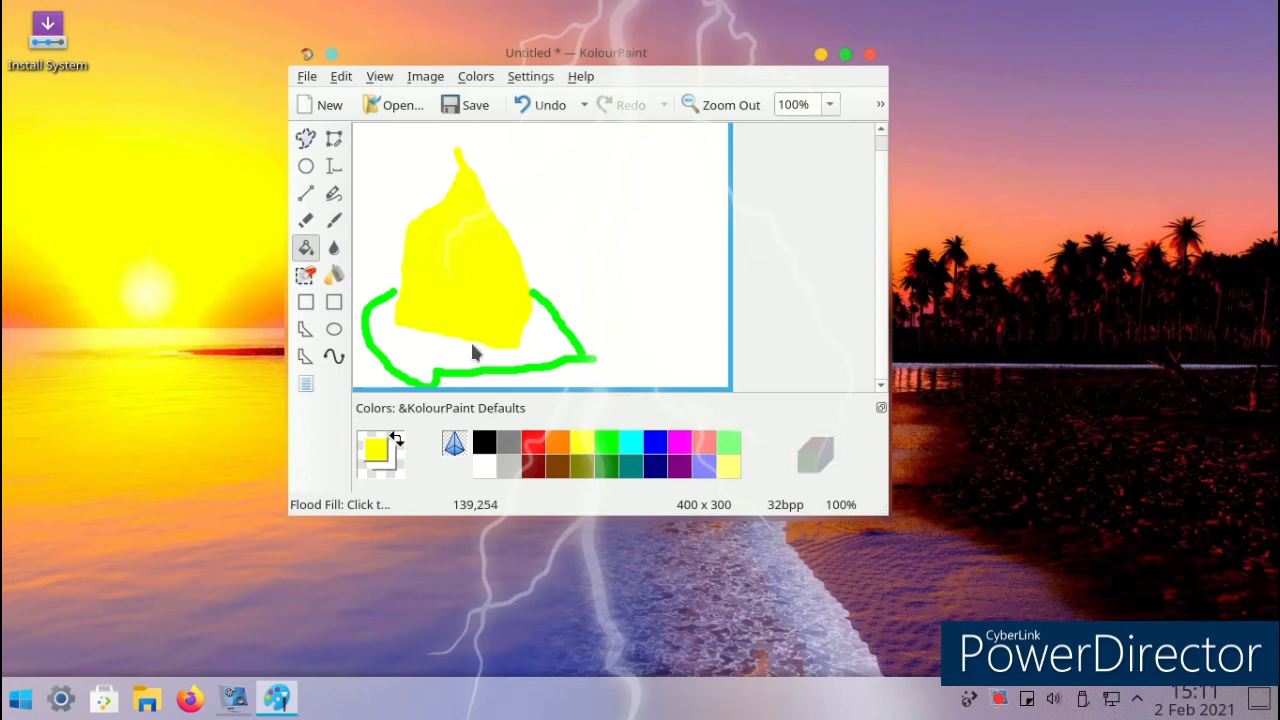 Install System
Untitled * — KolourPaint
File Edit View Image Colors Settings Help
New Open... Save Undo Redo Zoom Out 100% »
Colors: &KolourPaint Defaults
Flood Fill: Click t... 139,254 400 x 300 32bpp 100%
CyberLink
PowerDirector
15:11
2 Feb 2021